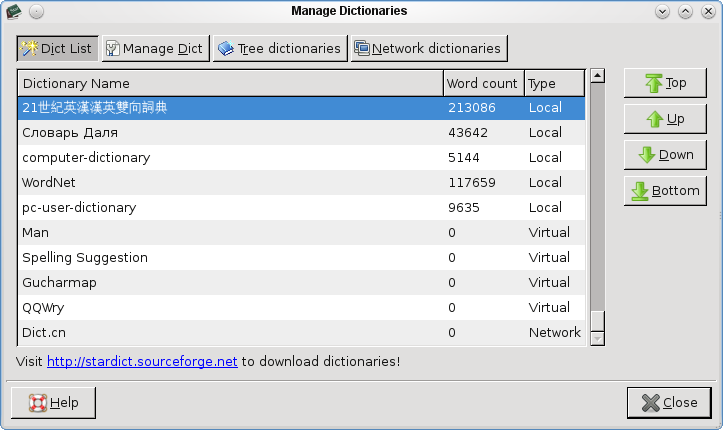 Manage Dictionaries
Dict List Manage Dict Tree dictionaries Network dictionaries
Dictionary Name Word count Type
21世紀英漢漢英雙向詞典 213086 Local
Словарь Даля 43642 Local
computer-dictionary 5144 Local
WordNet 117659 Local
pc-user-dictionary 9635 Local
Man 0 Virtual
Spelling Suggestion 0 Virtual
Gucharmap 0 Virtual
QQWry 0 Virtual
Dict.cn 0 Network
Top
Up
Down
Bottom
Visit http://stardict.sourceforge.net to download dictionaries!
Help Close